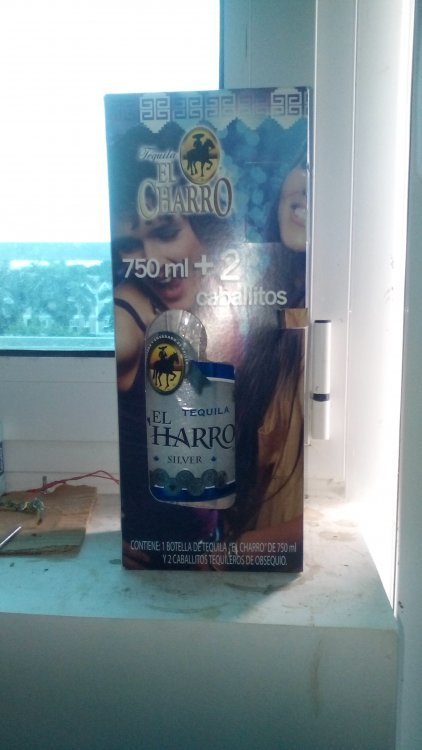 Tequila
EL
CHARRO
750 ml + 2
caballitos
EL TEQUILA
HARRO
SILVER
CONTIENE: 1 BOTELLA DE TEQUILA "EL CHARRO" DE 750 ml
Y 2 CABALLITOS TEQUILEROS DE OBSEQUIO.